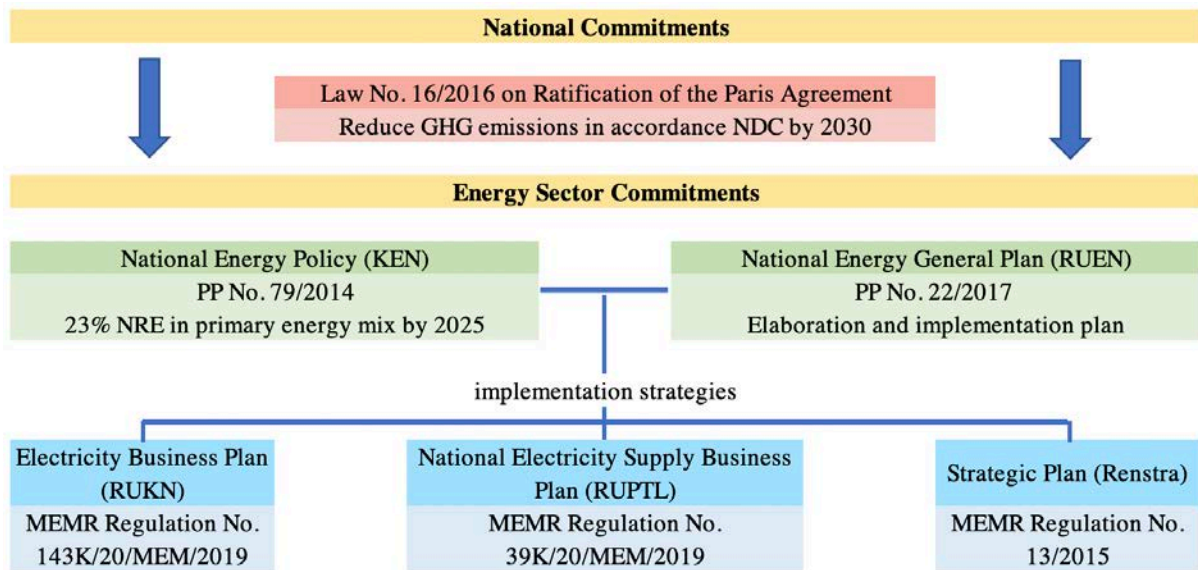 National Commitments
Law No. 16/2016 on Ratification of the Paris Agreement
Reduce GHG emissions in accordance NDC by 2030
Energy Sector Commitments
National Energy Policy (KEN)
PP No. 79/2014
23% NRE in primary energy mix by 2025
National Energy General Plan (RUEN)
PP No. 22/2017
Elaboration and implementation plan
implementation strategies
Electricity Business Plan
(RUKN)
MEMR Regulation No.
143K/20/MEM/2019
National Electricity Supply Business
Plan (RUPTL)
MEMR Regulation No.
39K/20/MEM/2019
Strategic Plan (Renstra)
MEMR Regulation No.
13/2015